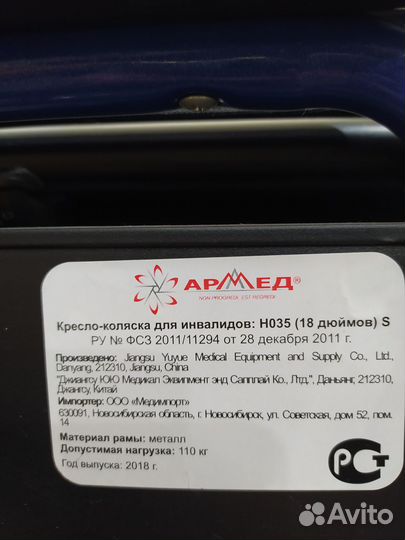 АРМЕД®
NON PROGREDI, EST REGREDI
Кресло-коляска для инвалидов: H035 (18 дюймов) S
РУ № ФСЗ 2011/11294 от 28 декабря 2011 г.
Произведено: Jiangsu Yuyue Medical Equipment and Supply Co., Ltd.,
Danyang, 212310, Jiangsu, China
"Джиангсу ЮЮ Медикал Эквипмент энд Сапплай Ко., Лтд.", Даньянг, 212310,
Джангсу, Китай
Импортер: ООО «Медимпорт»
630091, Новосибирская область, г. Новосибирск, ул. Советская, дом 52, пом.
14
Материал рамы: металл
Допустимая нагрузка: 110 кг
Год выпуска: 2018 г.
РСТ
Avito